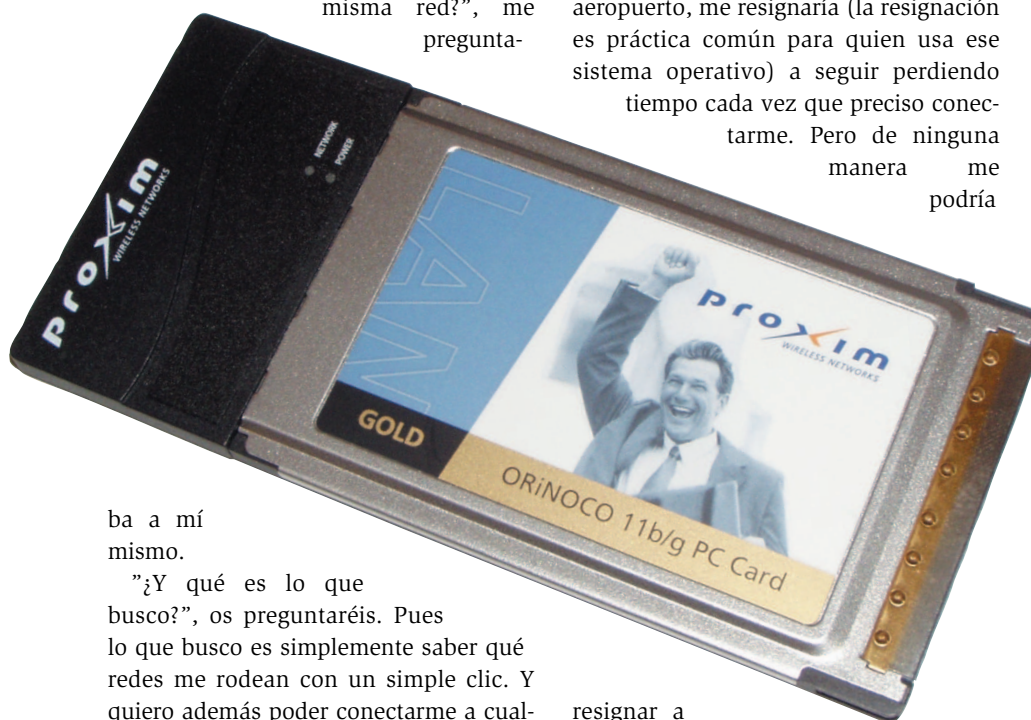 misma red?", me
pregunta-
ba a mí
mismo.
"¿Y qué es lo que
busco?", os preguntaréis. Pues
lo que busco es simplemente saber qué
redes me rodean con un simple clic. Y
quiero además poder conectarme a cual-
aeropuerto, me resignaría (la resignación
es práctica común para quien usa ese
sistema operativo) a seguir perdiendo
tiempo cada vez que preciso conec-
tarme. Pero de ninguna
manera me
podría
resignar a
proxim
WIRELESS NETWORKS
NETWORK
POWER
LAN
GOLD
proxim
WIRELESS NETWORKS
ORiNOCO 11b/g PC Card